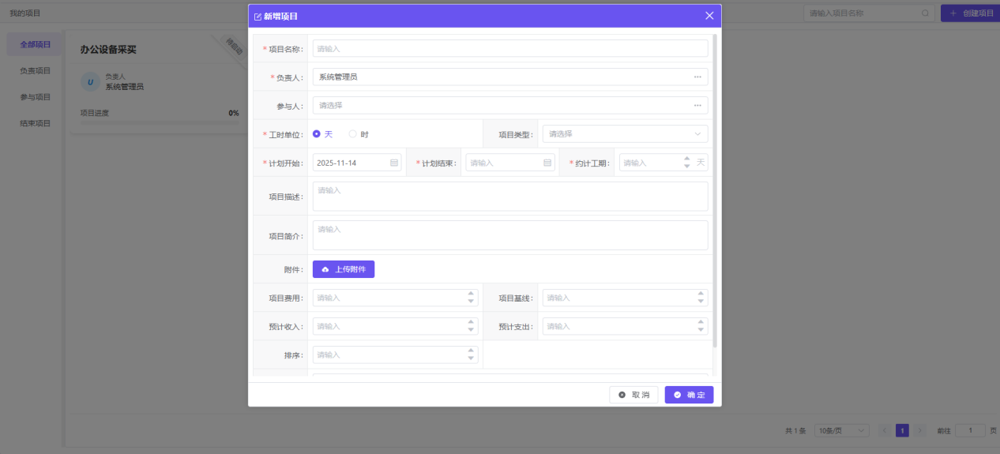 我的项目
请输入项目名称
+ 创建项目
全部项目
负责项目
参与项目
结束项目
办公设备采买
待启动
U
负责人
系统管理员
项目进度
0%
新增项目
* 项目名称:
请输入
* 负责人:
系统管理员
参与人:
请选择
* 工时单位:
天
时
项目类型:
请选择
* 计划开始:
2025-11-14
* 计划结束:
请输入
* 约计工期:
请输入
天
项目描述:
请输入
项目简介:
请输入
附件:
上传附件
项目费用:
请输入
项目基线:
请输入
预计收入:
请输入
预计支出:
请输入
排序:
请输入
取消
确定
共 1 条
10条/页
1
前往
1
页